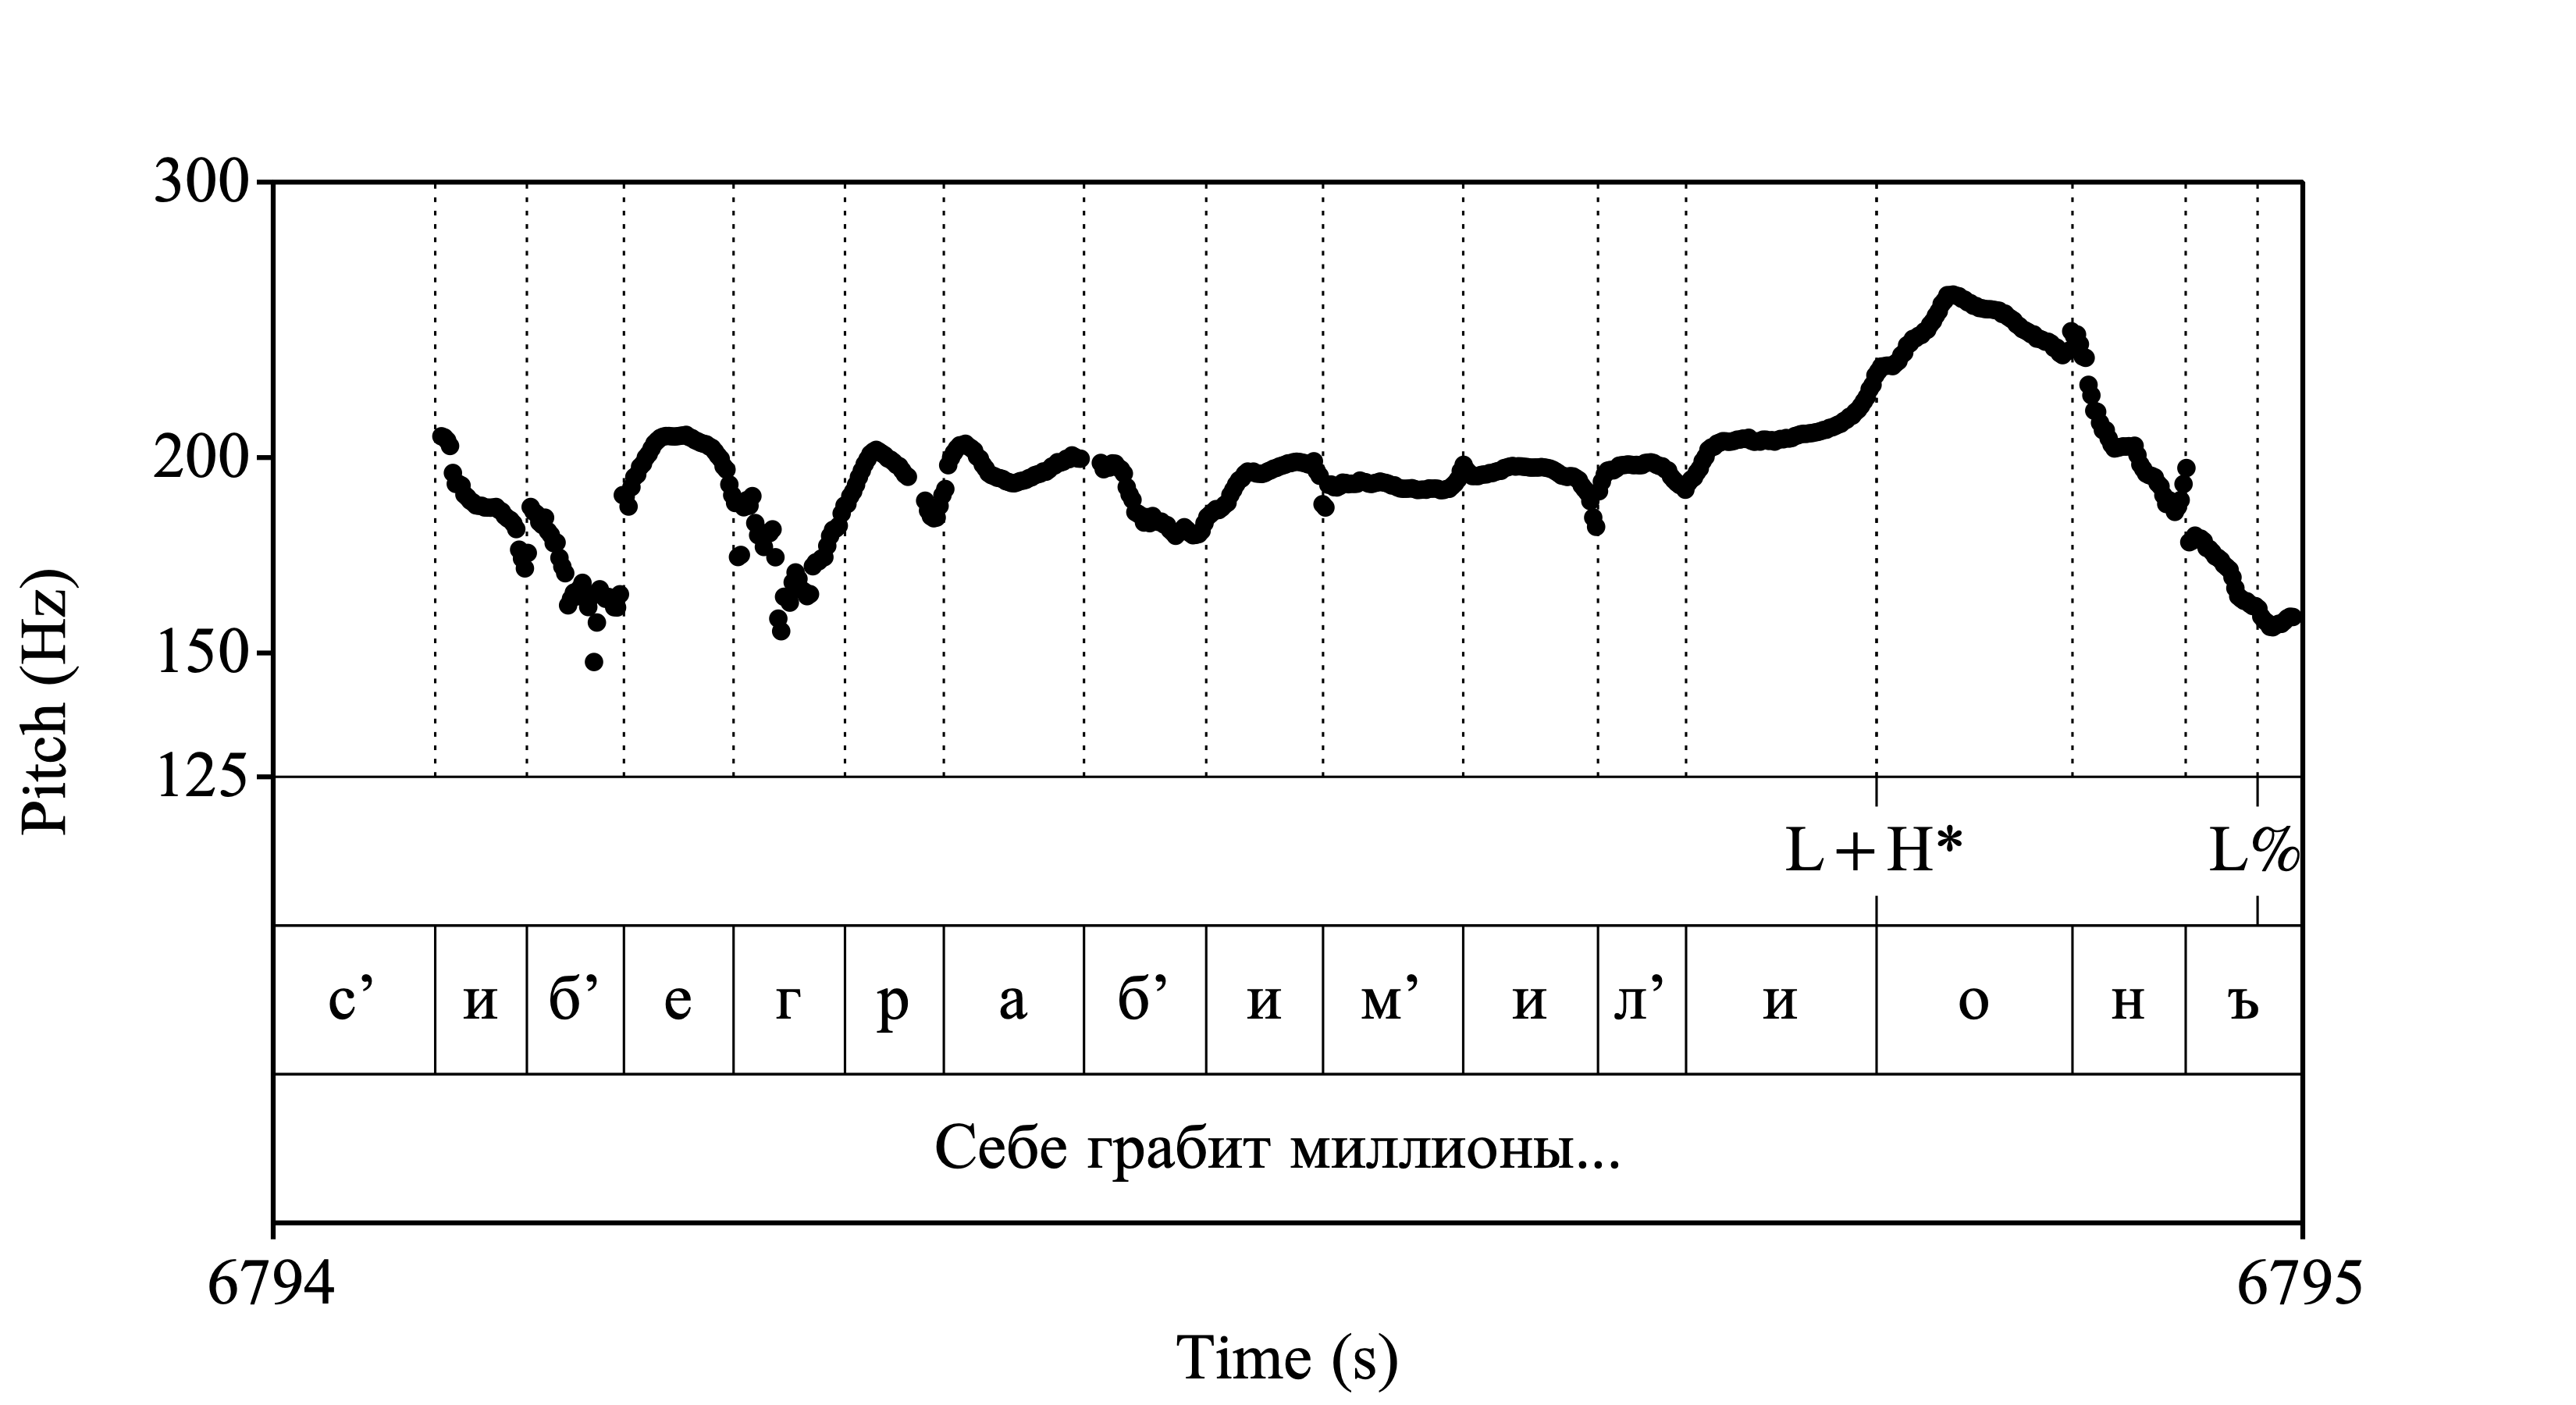 300
200
150
125
Pitch (Hz)
L+H* L%
с’ и б’ е г р а б’ и м’ и л’ и о н ъ
Себе грабит миллионы...
6794 6795
Time (s)